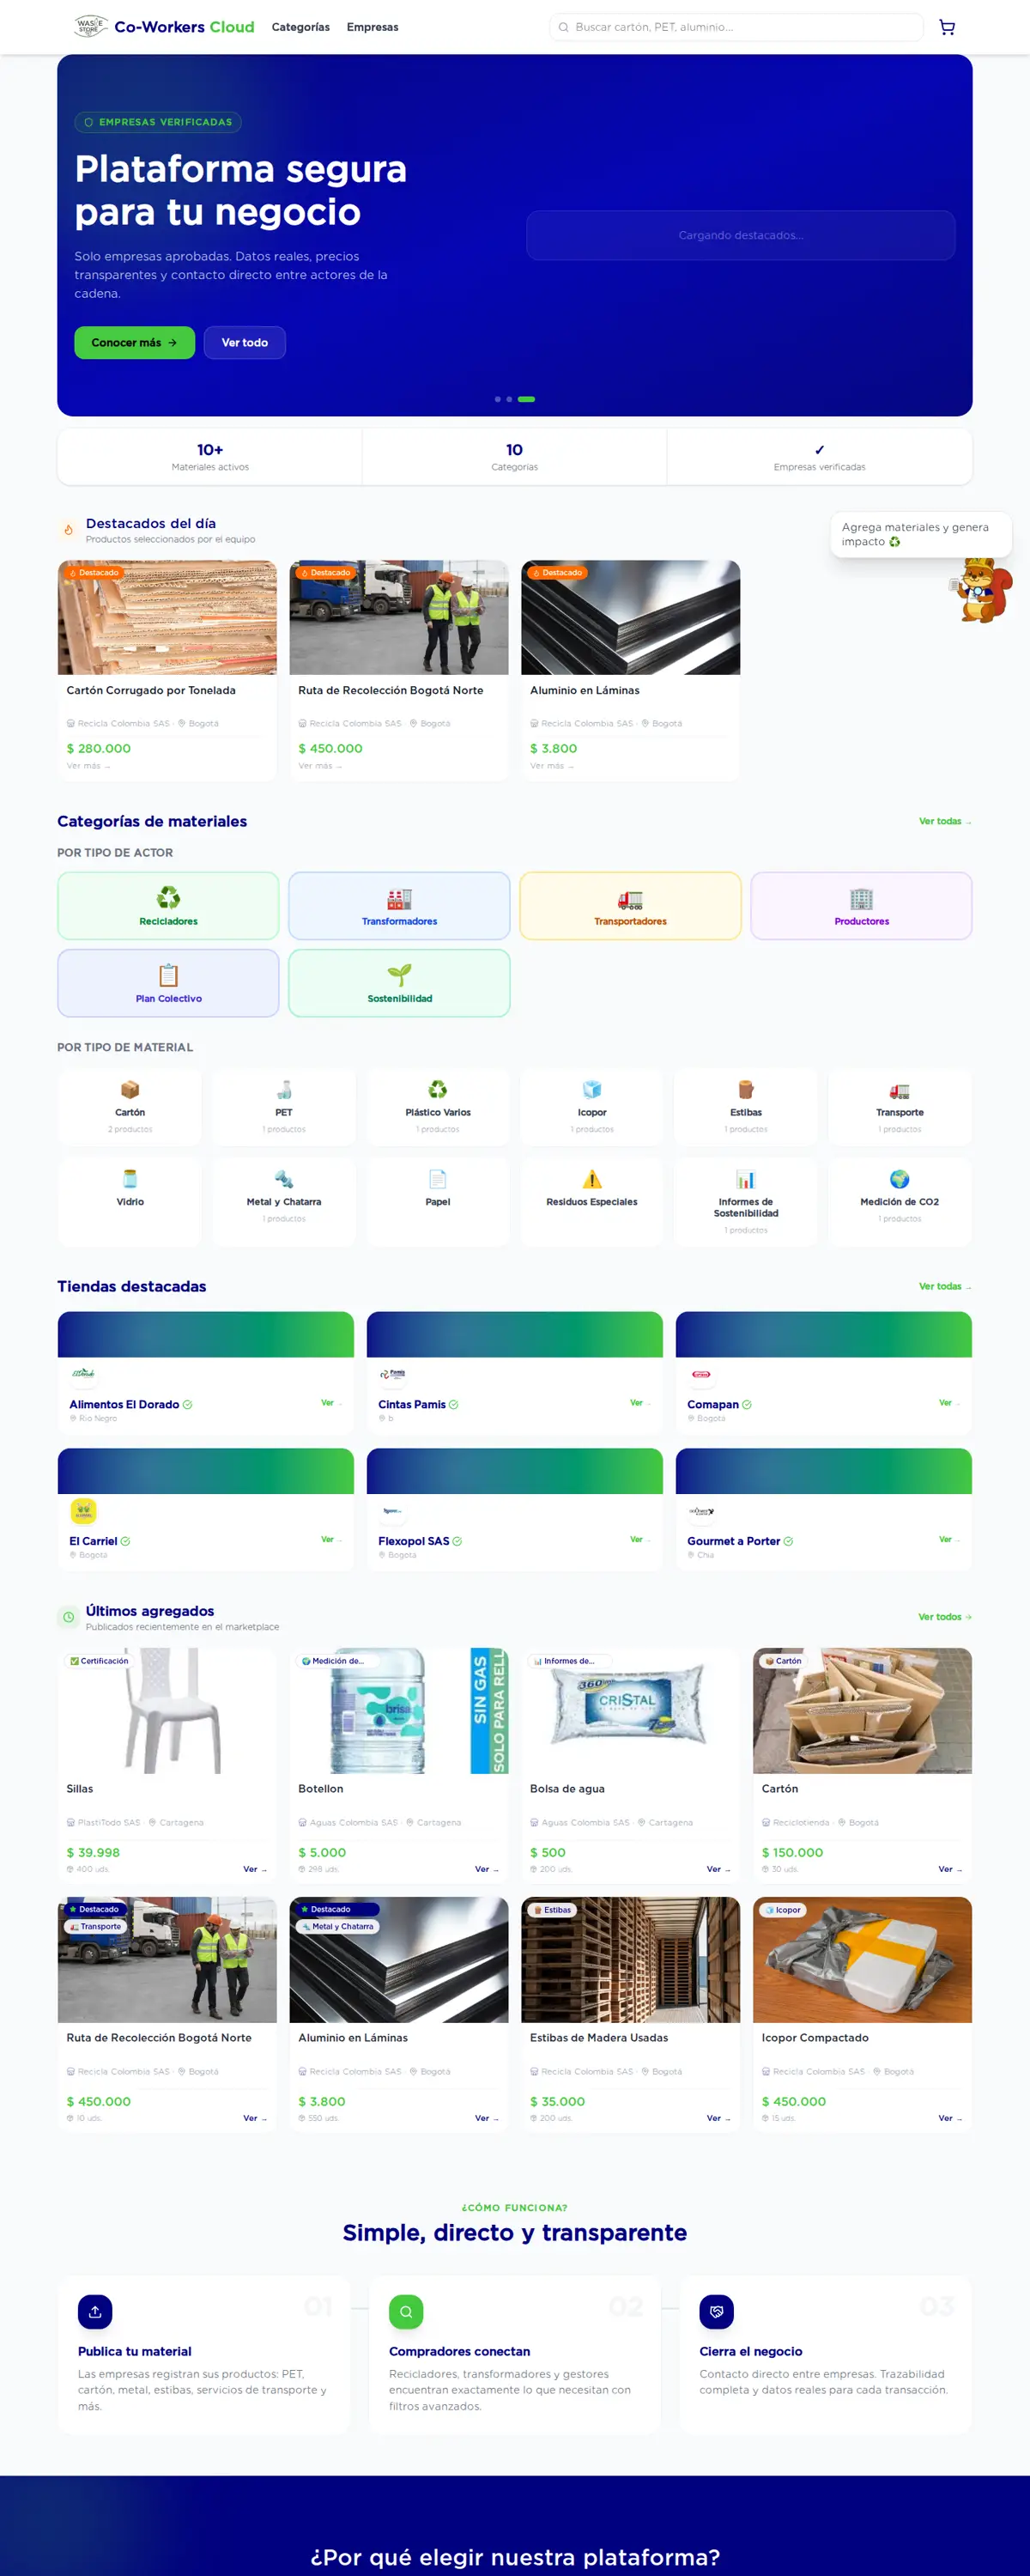 WASTE
STORE
Co-Workers Cloud
Categorías
Empresas
Buscar cartón, PET, aluminio...
EMPRESAS VERIFICADAS
Plataforma segura
para tu negocio
Solo empresas aprobadas. Datos reales, precios
transparentes y contacto directo entre actores de la
cadena.
Conocer más →
Ver todo
Cargando destacados...
10+
Materiales activos
10
Categorías
✓
Empresas verificadas
Destacados del día
Productos seleccionados por el equipo
Agrega materiales y genera
impacto ♻️
Destacado
Cartón Corrugado por Tonelada
Recicla Colombia SAS · Bogotá
$ 280.000
Ver más →
Destacado
Ruta de Recolección Bogotá Norte
Recicla Colombia SAS · Bogotá
$ 450.000
Ver más →
Destacado
Aluminio en Láminas
Recicla Colombia SAS · Bogotá
$ 3.800
Ver más →
Categorías de materiales
Ver todas →
POR TIPO DE ACTOR
Recicladores
Transformadores
Transportadores
Productores
Plan Colectivo
Sostenibilidad
POR TIPO DE MATERIAL
Cartón
2 productos
PET
1 productos
Plástico Varios
1 productos
Icopor
1 productos
Estibas
1 productos
Transporte
1 productos
Vidrio
Metal y Chatarra
1 productos
Papel
Residuos Especiales
Informes de
Sostenibilidad
1 productos
Medición de CO2
1 productos
Tiendas destacadas
Ver todas →
Alimentos El Dorado
Ver →
Rio Negro
Cintas Pamis
Ver →
b
Comapan
Ver →
Bogotá
El Carriel
Ver →
Bogotá
Flexopol SAS
Ver →
Bogota
Gourmet a Porter
Ver →
Chia
Últimos agregados
Publicados recientemente en el marketplace
Ver todos →
Certificación
Sillas
PlastiTodo SAS · Cartagena
$ 39.998
400 uds.
Ver →
Medición de...
brisa
SIN GAS
SOLO PARA RELL
Botellon
Aguas Colombia SAS · Cartagena
$ 5.000
298 uds.
Ver →
Informes de...
360
CRISTAL
Bolsa de agua
Aguas Colombia SAS · Cartagena
$ 500
200 uds.
Ver →
Cartón
Cartón
Reciclotienda · Bogotá
$ 150.000
30 uds.
Ver →
Destacado
Transporte
Ruta de Recolección Bogotá Norte
Recicla Colombia SAS · Bogotá
$ 450.000
10 uds.
Ver →
Destacado
Metal y Chatarra
Aluminio en Láminas
Recicla Colombia SAS · Bogotá
$ 3.800
550 uds.
Ver →
Estibas
Estibas de Madera Usadas
Recicla Colombia SAS · Bogotá
$ 35.000
200 uds.
Ver →
Icopor
Icopor Compactado
Recicla Colombia SAS · Bogotá
$ 450.000
15 uds.
Ver →
¿CÓMO FUNCIONA?
Simple, directo y transparente
01
Publica tu material
Las empresas registran sus productos: PET,
cartón, metal, estibas, servicios de transporte y
más.
02
Compradores conectan
Recicladores, transformadores y gestores
encuentran exactamente lo que necesitan con
filtros avanzados.
03
Cierra el negocio
Contacto directo entre empresas. Trazabilidad
completa y datos reales para cada transacción.
¿Por qué elegir nuestra plataforma?